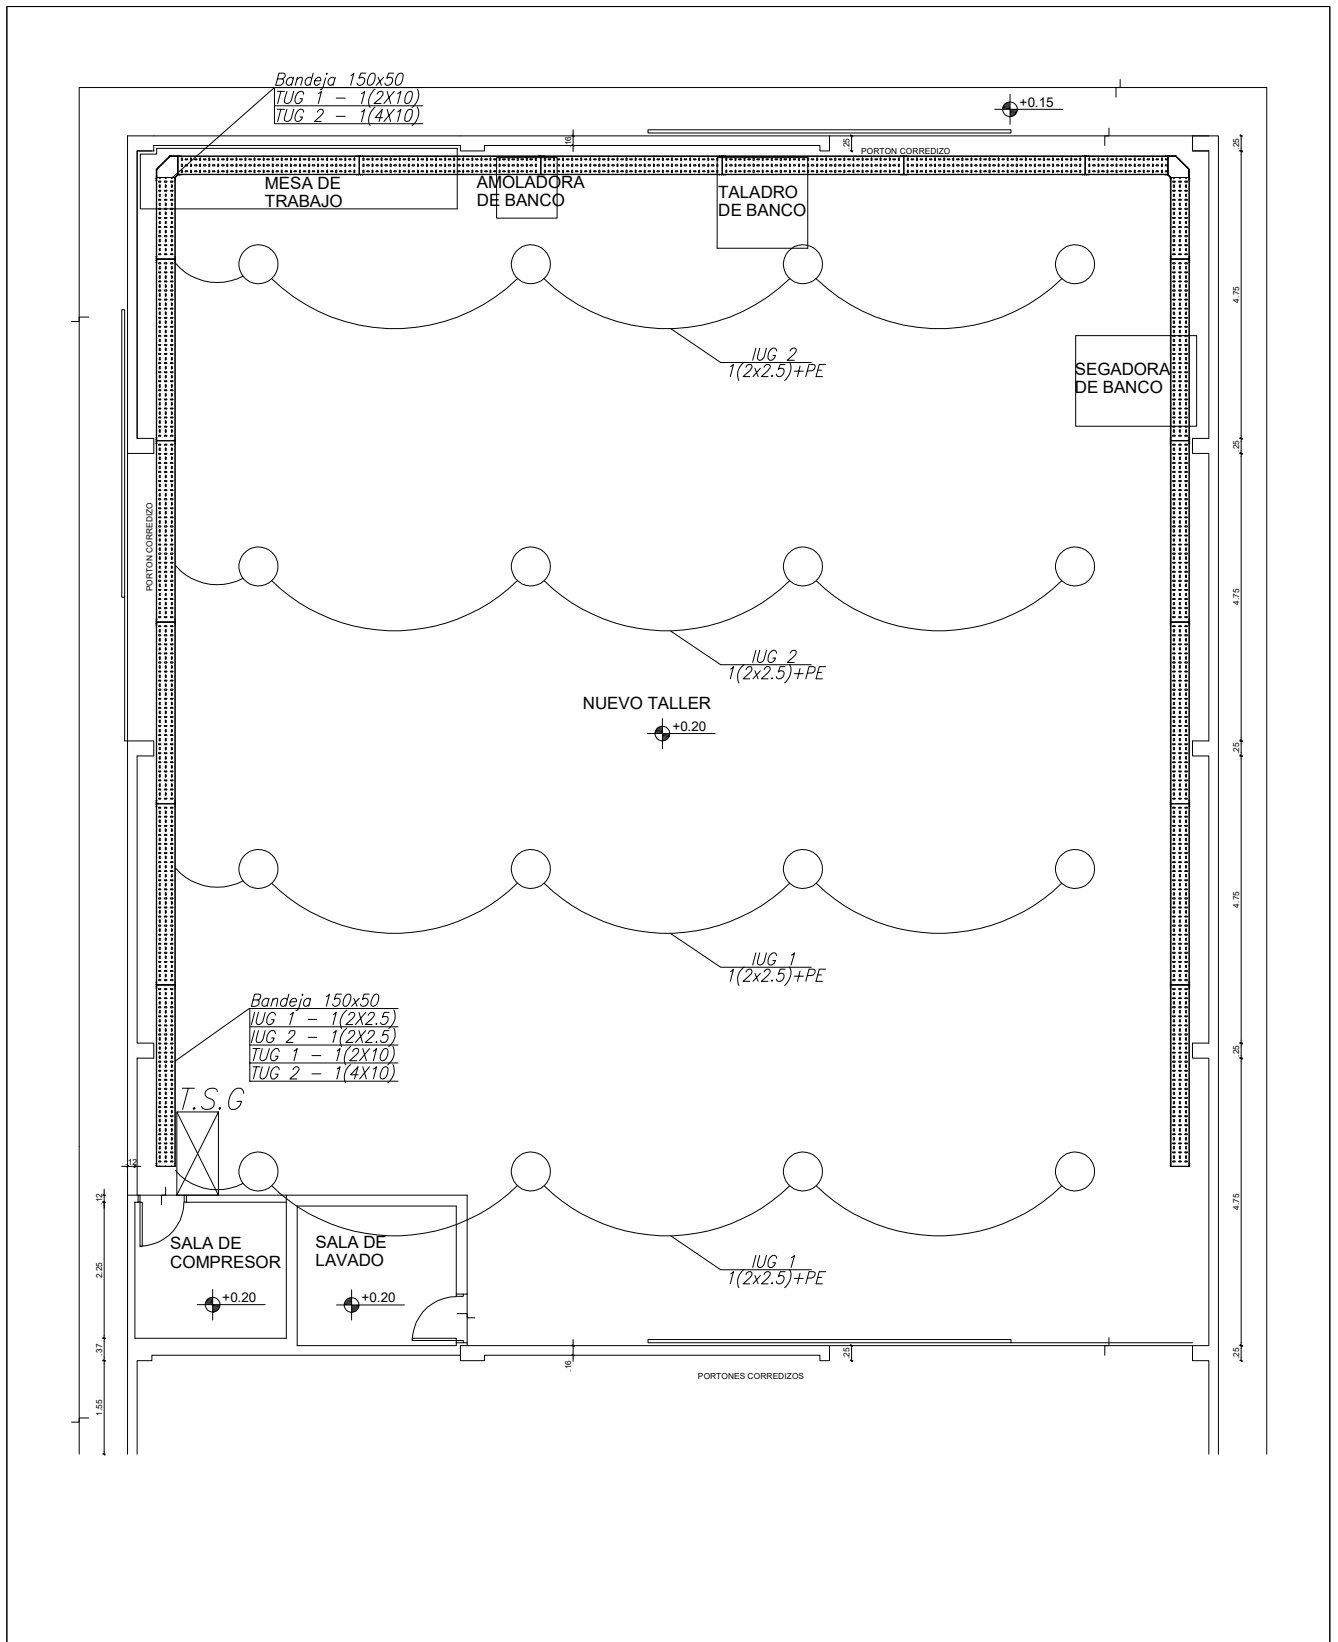 Bandeja 150x50
TUG 1 - 1(2X10)
TUG 2 - 1(4X10)
+0.15
.16
.25
PORTON CORREDIZO
.25
MESA DE
TRABAJO
AMOLADORA
DE BANCO
TALADRO
DE BANCO
4.75
IUG 2
1(2x2.5)+PE
SEGADORA
DE BANCO
.25
PORTON CORREDIZO
4.75
IUG 2
1(2x2.5)+PE
NUEVO TALLER
+0.20
.25
4.75
IUG 1
1(2x2.5)+PE
Bandeja 150x50
IUG 1 - 1(2X2.5)
IUG 2 - 1(2X2.5)
TUG 1 - 1(2X10)
TUG 2 - 1(4X10)
.25
T.S.G
.12
.12
4.75
SALA DE
COMPRESOR
SALA DE
LAVADO
IUG 1
1(2x2.5)+PE
2.25
+0.20
+0.20
.37
.16
.25
.25
PORTONES CORREDIZOS
1.55